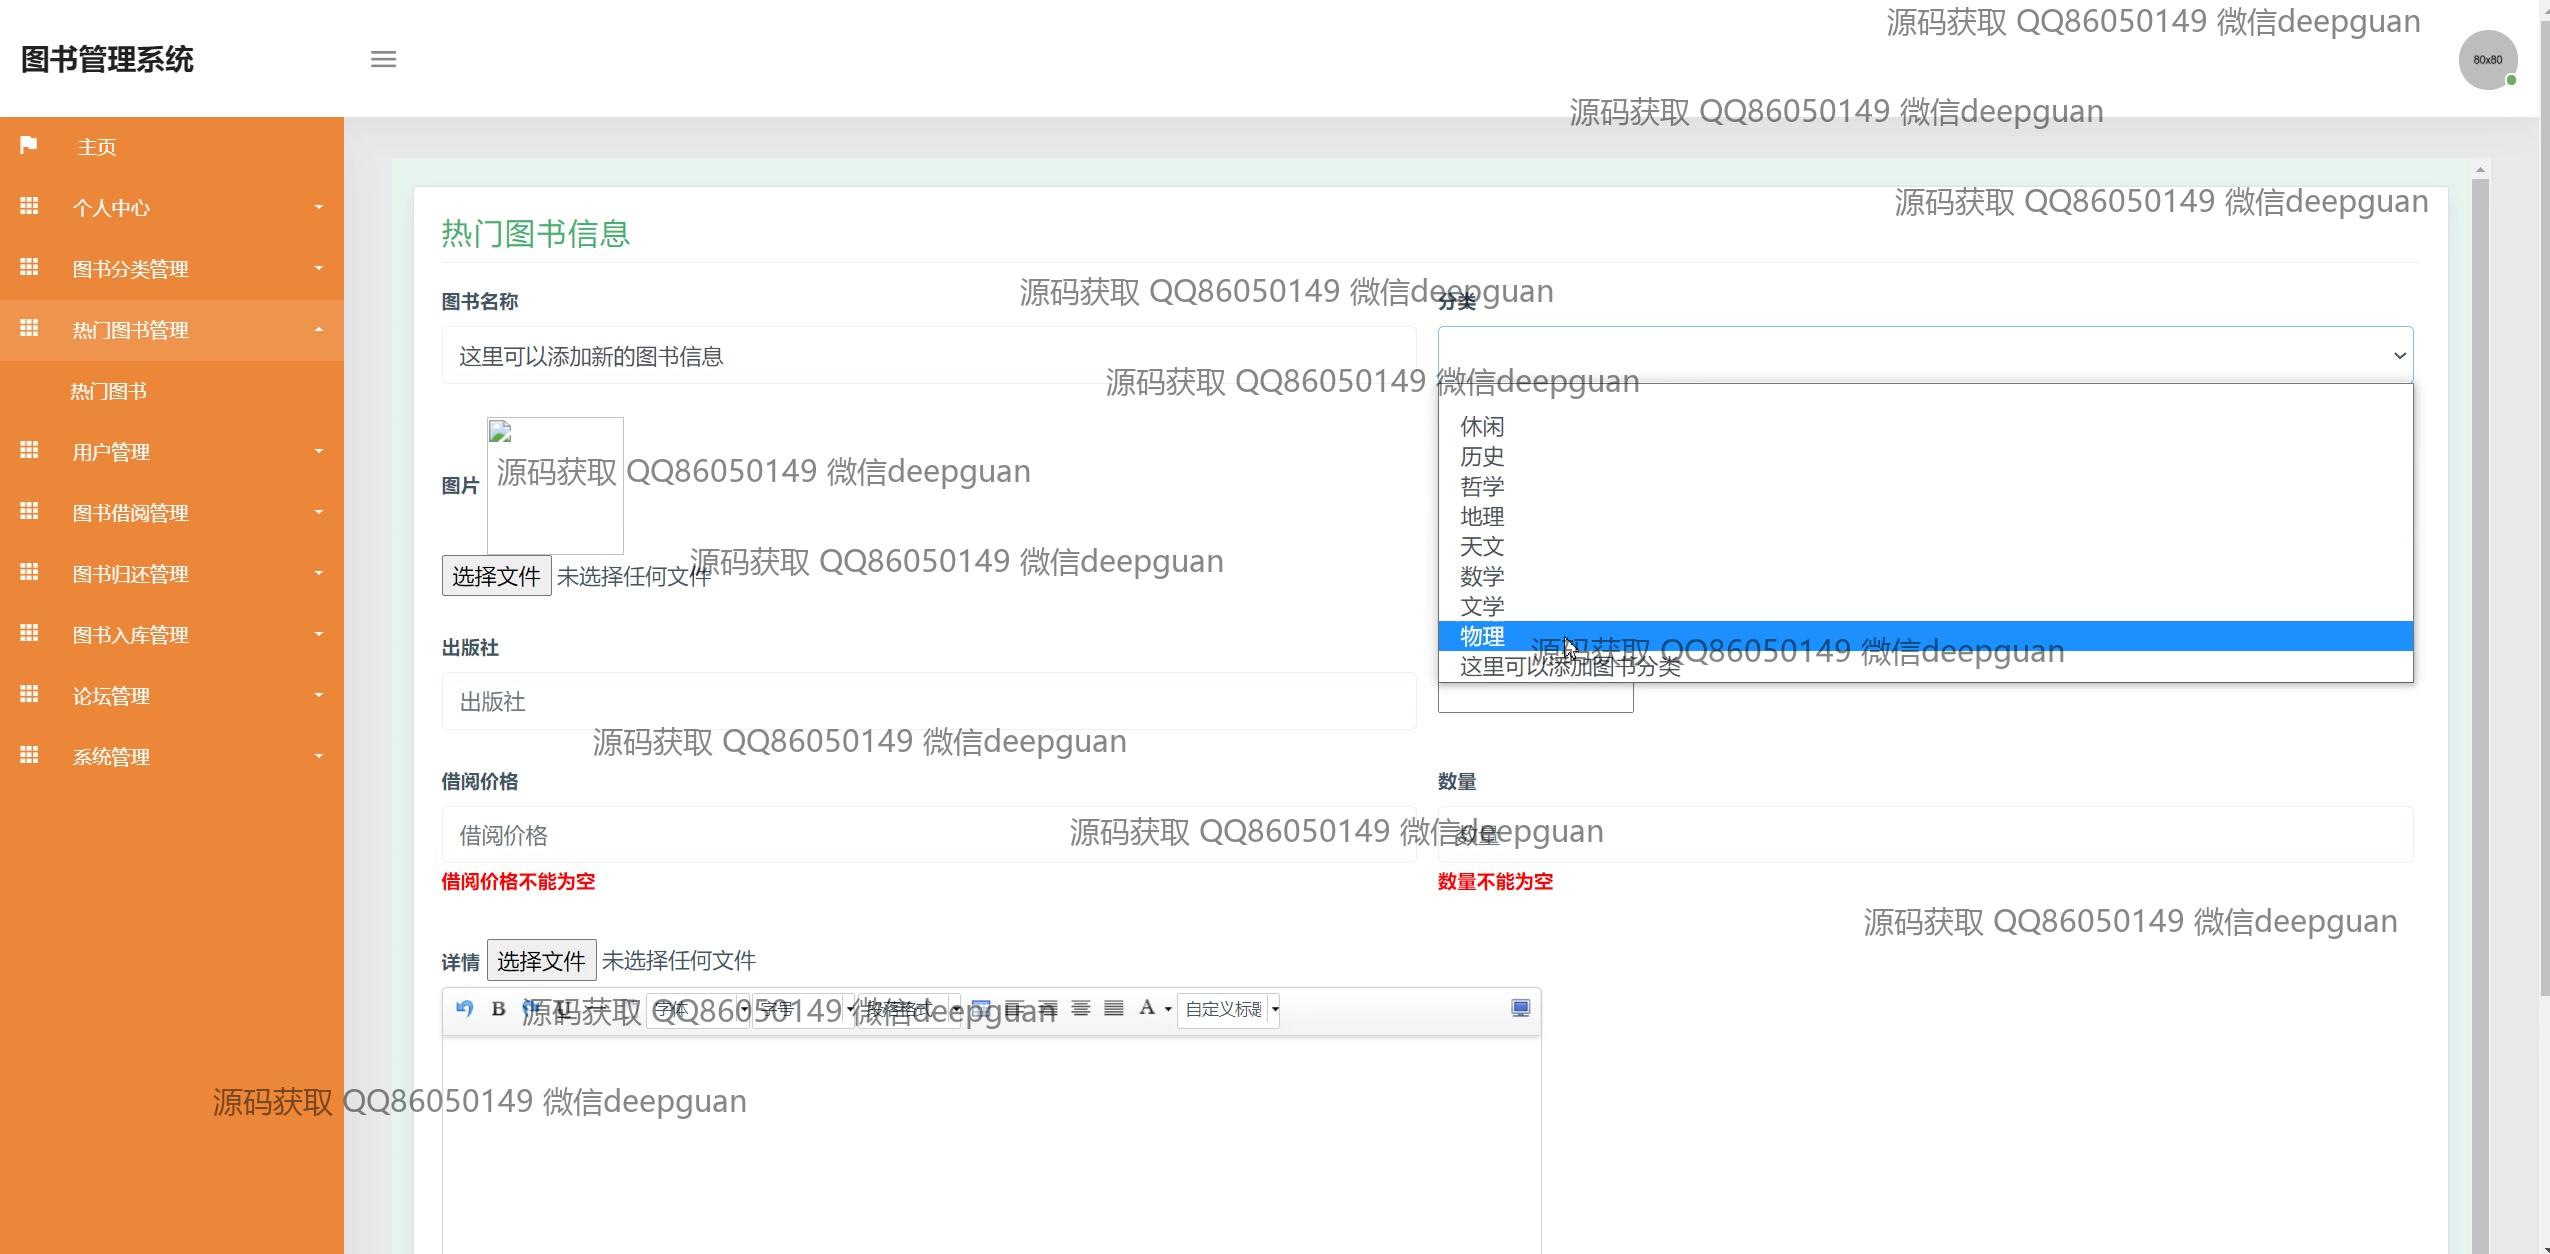 源码获取 QQ86050149 微信deepguan
图书管理系统
80x80
源码获取 QQ86050149 微信deepguan
主页
个人中心
图书分类管理
热门图书管理
热门图书
用户管理
图书借阅管理
图书归还管理
图书入库管理
论坛管理
系统管理
源码获取 QQ86050149 微信deepguan
热门图书信息
源码获取 QQ86050149 微信deepguan
图书名称
分类
这里可以添加新的图书信息
源码获取 QQ86050149 微信deepguan
休闲
历史
哲学
地理
天文
数学
文学
物理
这里可以添加图书分类
源码获取 QQ86050149 微信deepguan
图片
源码获取 QQ86050149 微信deepguan
选择文件 未选择任何文件
出版社
源码获取 QQ86050149 微信deepguan
出版社
源码获取 QQ86050149 微信deepguan
借阅价格
数量
借阅价格
源码获取 QQ86050149 微信deepguan
数量
借阅价格不能为空
数量不能为空
源码获取 QQ86050149 微信deepguan
详情 选择文件 未选择任何文件
B U 字体 字号 段落格式 A 自定义标题
源码获取 QQ86050149 微信deepguan
源码获取 QQ86050149 微信deepguan